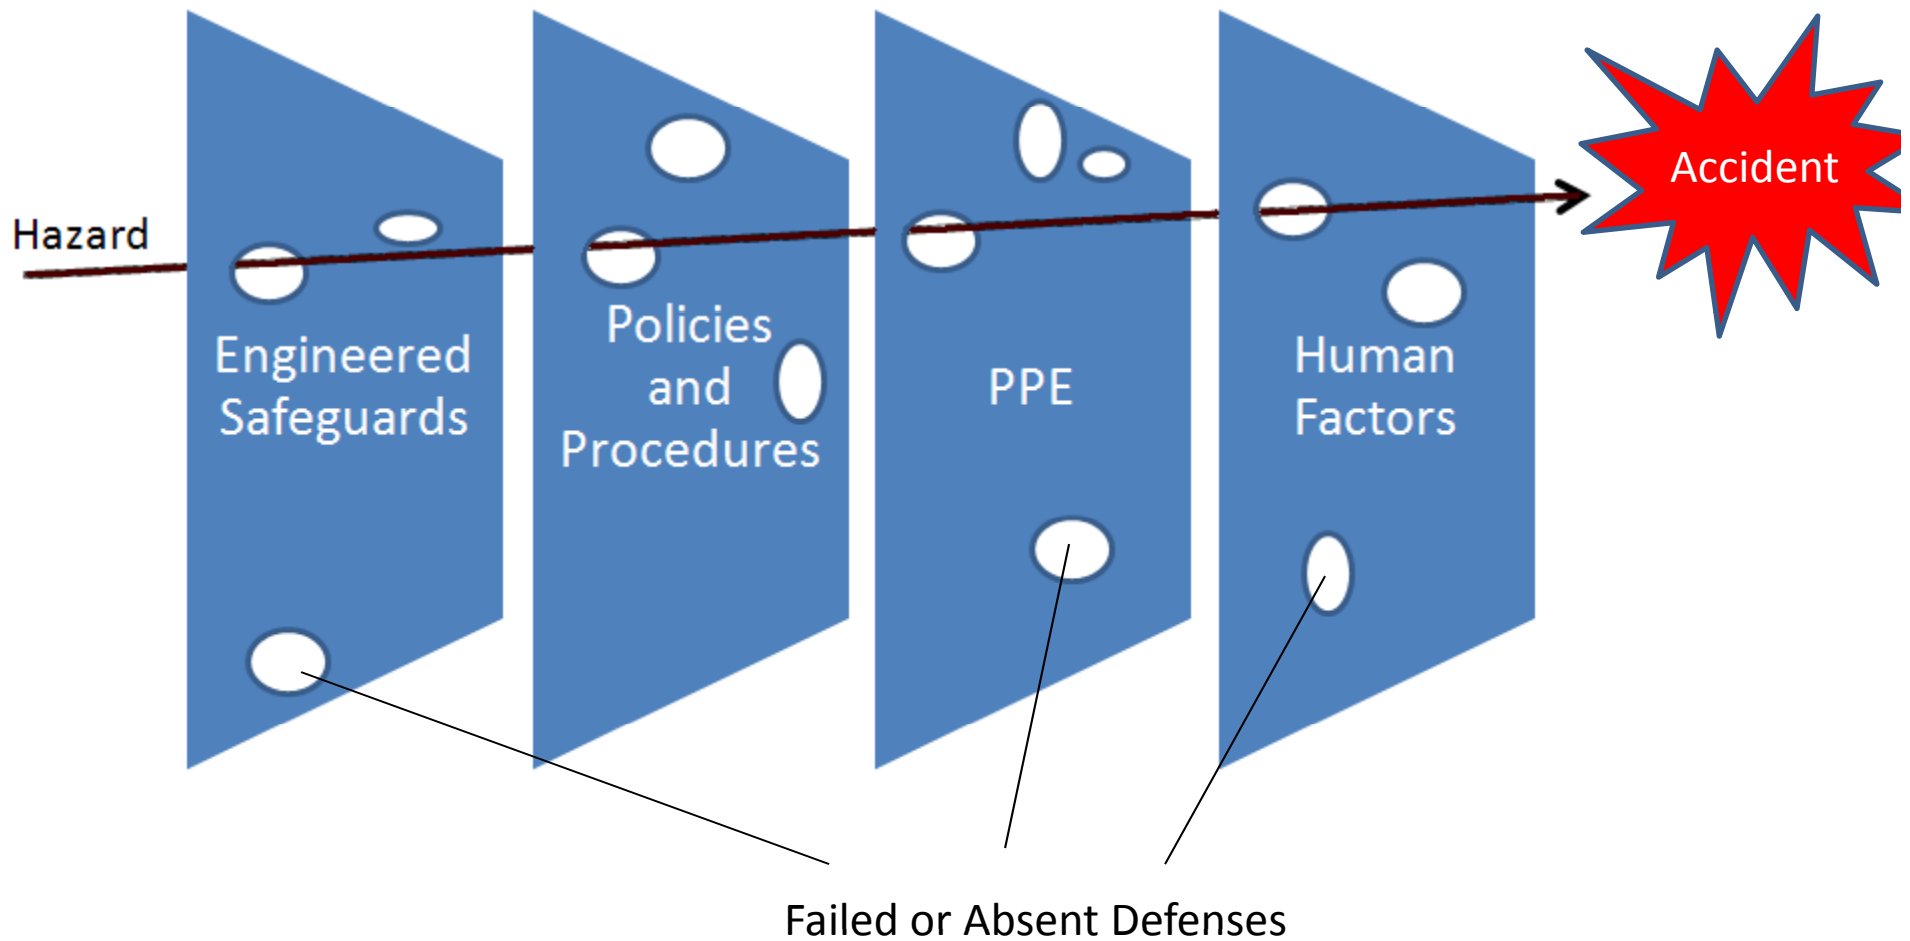 Hazard
Engineered
Safeguards
Policies
and
Procedures
PPE
Human
Factors
Accident
Failed or Absent Defenses